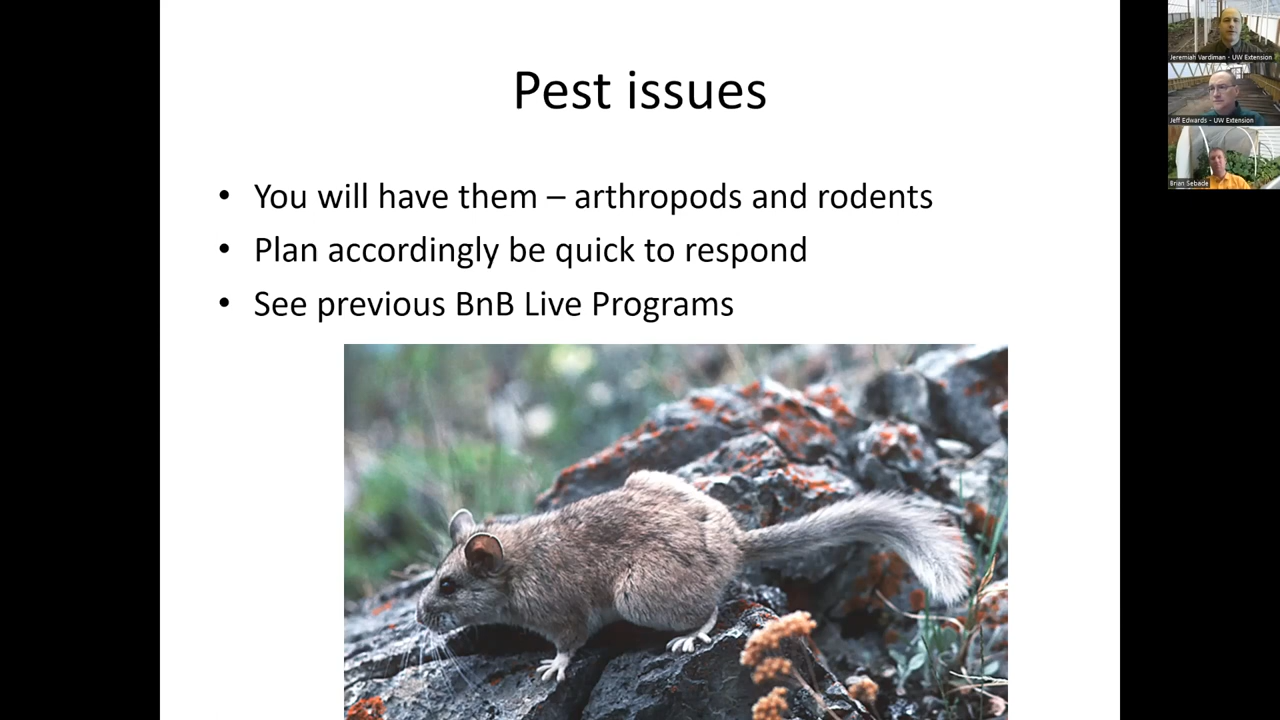 Pest issues
• You will have them – arthropods and rodents
• Plan accordingly be quick to respond
• See previous BnB Live Programs
Jeremiah Vardiman - UW Extension
Jeff Edwards - UW Extension
Brian Sebade